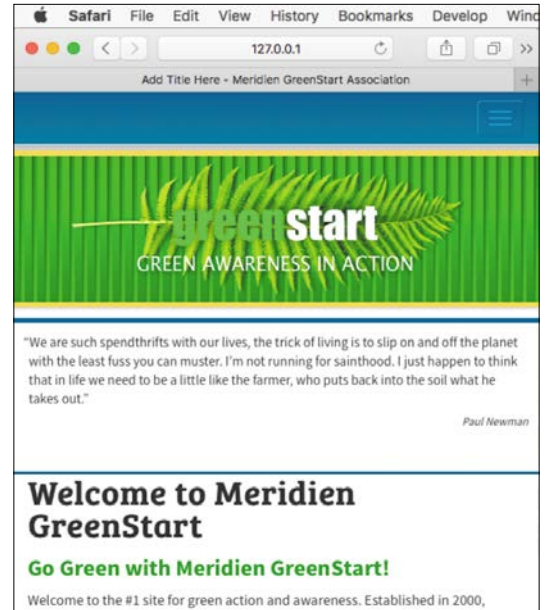 Safari File Edit View History Bookmarks Develop Wind
127.0.0.1
Add Title Here - Meridien GreenStart Association
greenstart
GREEN AWARENESS IN ACTION
“We are such spendthrifts with our lives, the trick of living is to slip on and off the planet
with the least fuss you can muster. I’m not running for sainthood. I just happen to think
that in life we need to be a little like the farmer, who puts back into the soil what he
takes out.”
Paul Newman
Welcome to Meridien
GreenStart
Go Green with Meridien GreenStart!
Welcome to the #1 site for green action and awareness. Established in 2000,